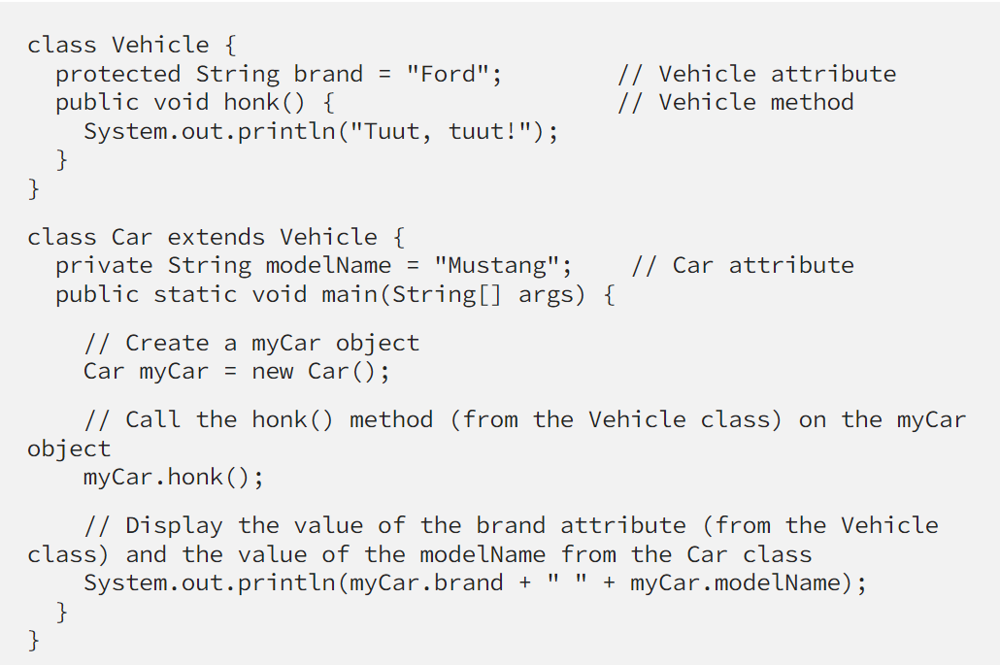 class Vehicle {
  protected String brand = "Ford";        // Vehicle attribute
  public void honk() {                    // Vehicle method
    System.out.println("Tuut, tuut!");
  }
}
class Car extends Vehicle {
  private String modelName = "Mustang";    // Car attribute
  public static void main(String[] args) {
    // Create a myCar object
    Car myCar = new Car();
    // Call the honk() method (from the Vehicle class) on the myCar
object
    myCar.honk();
    // Display the value of the brand attribute (from the Vehicle
class) and the value of the modelName from the Car class
    System.out.println(myCar.brand + " " + myCar.modelName);
  }
}